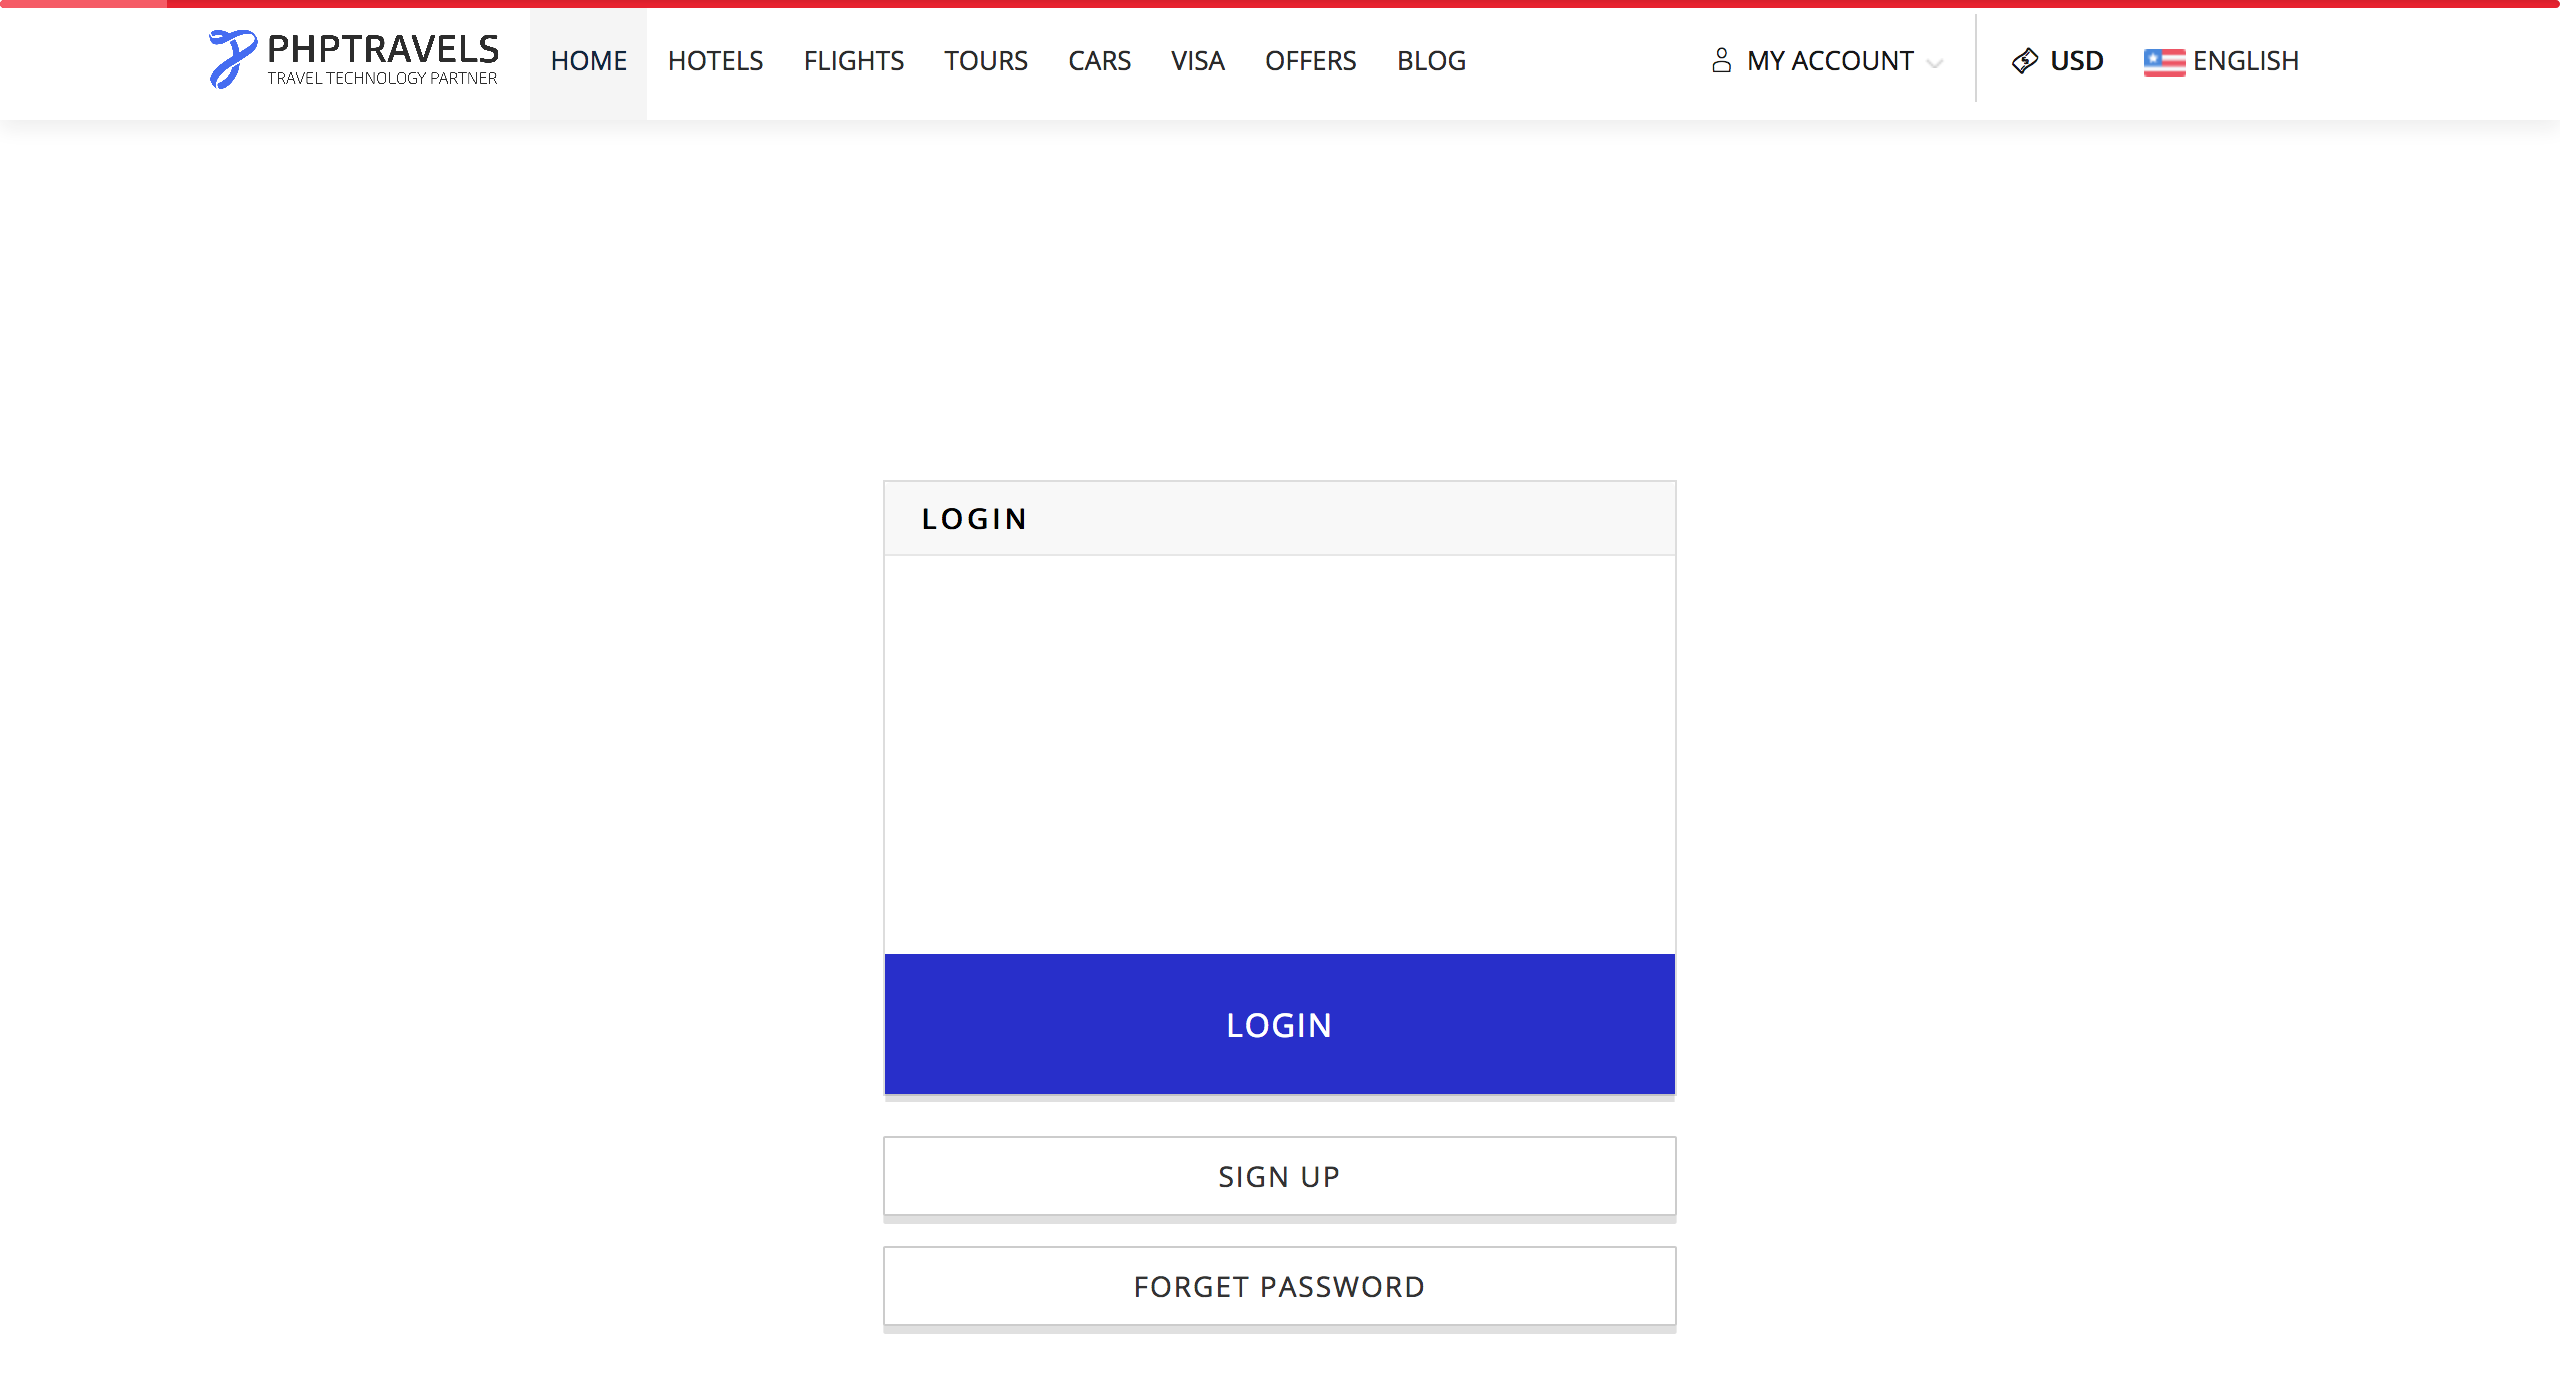 PHPTRAVELS
TRAVEL TECHNOLOGY PARTNER
HOME HOTELS FLIGHTS TOURS CARS VISA OFFERS BLOG MY ACCOUNT USD ENGLISH
LOGIN
LOGIN
SIGN UP
FORGET PASSWORD